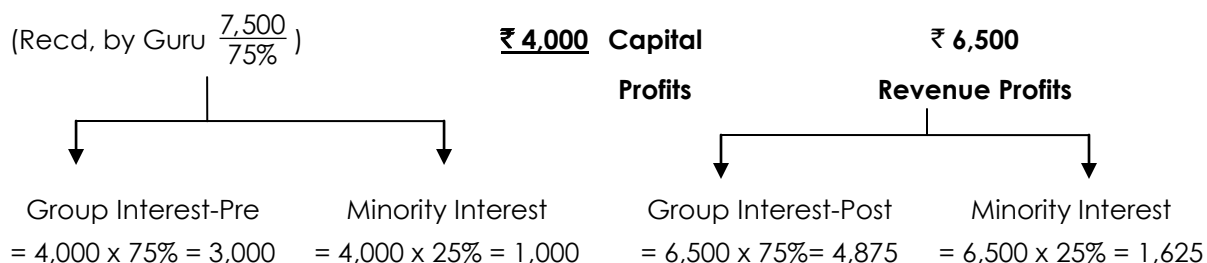 (Recd, by Guru 7,500/75% ) ₹ 4,000 Capital ₹ 6,500
Profits Revenue Profits
Group Interest-Pre Minority Interest Group Interest-Post Minority Interest
= 4,000 x 75% = 3,000 = 4,000 x 25% = 1,000 = 6,500 x 75%= 4,875 = 6,500 x 25% = 1,625